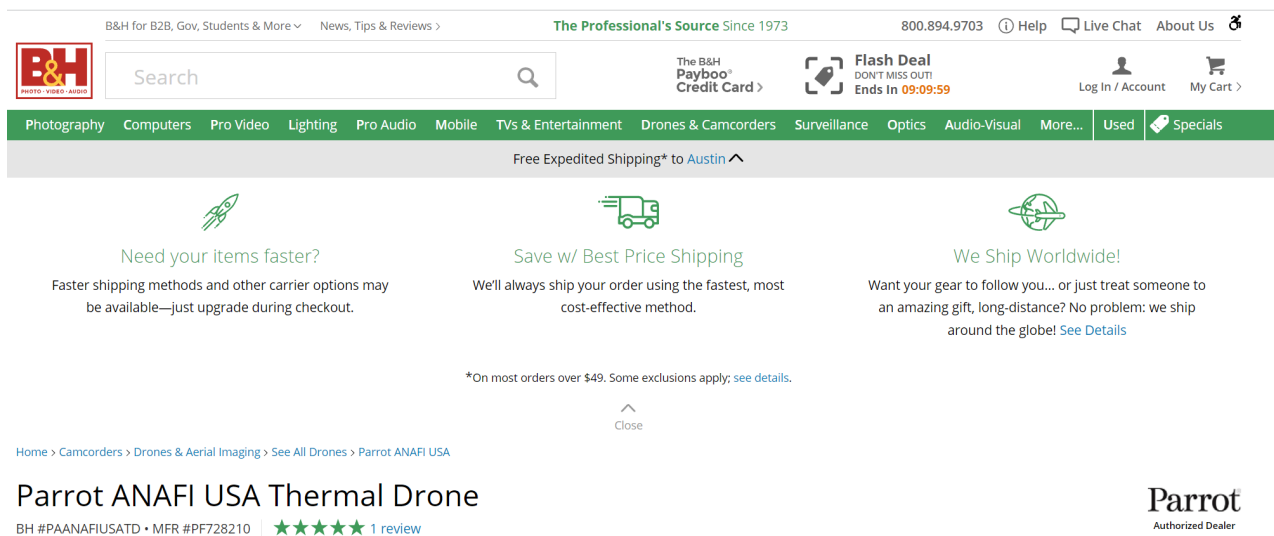 B&H for B2B, Gov, Students & More News, Tips & Reviews > The Professional's Source Since 1973 800.894.9703 Help Live Chat About Us
B&H
PHOTO · VIDEO · AUDIO
Search
The B&H
Payboo®
Credit Card >
Flash Deal
DON'T MISS OUT!
Ends In 09:09:59
Log In / Account
My Cart >
Photography Computers Pro Video Lighting Pro Audio Mobile TVs & Entertainment Drones & Camcorders Surveillance Optics Audio-Visual More... Used Specials
Free Expedited Shipping* to Austin
Need your items faster?
Faster shipping methods and other carrier options may
be available—just upgrade during checkout.
Save w/ Best Price Shipping
We'll always ship your order using the fastest, most
cost-effective method.
We Ship Worldwide!
Want your gear to follow you... or just treat someone to
an amazing gift, long-distance? No problem: we ship
around the globe! See Details
*On most orders over $49. Some exclusions apply; see details.
Close
Home > Camcorders > Drones & Aerial Imaging > See All Drones > Parrot ANAFI USA
Parrot ANAFI USA Thermal Drone
BH #PAANAFIUSATD • MFR #PF728210 1 review
Parrot
Authorized Dealer